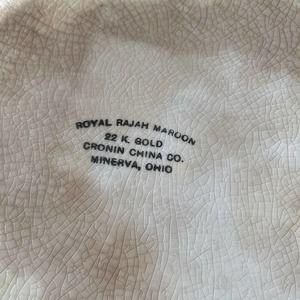 ROYAL RAJAH MAROON
22 K. GOLD
CRONIN CHINA CO.
MINERVA, OHIO